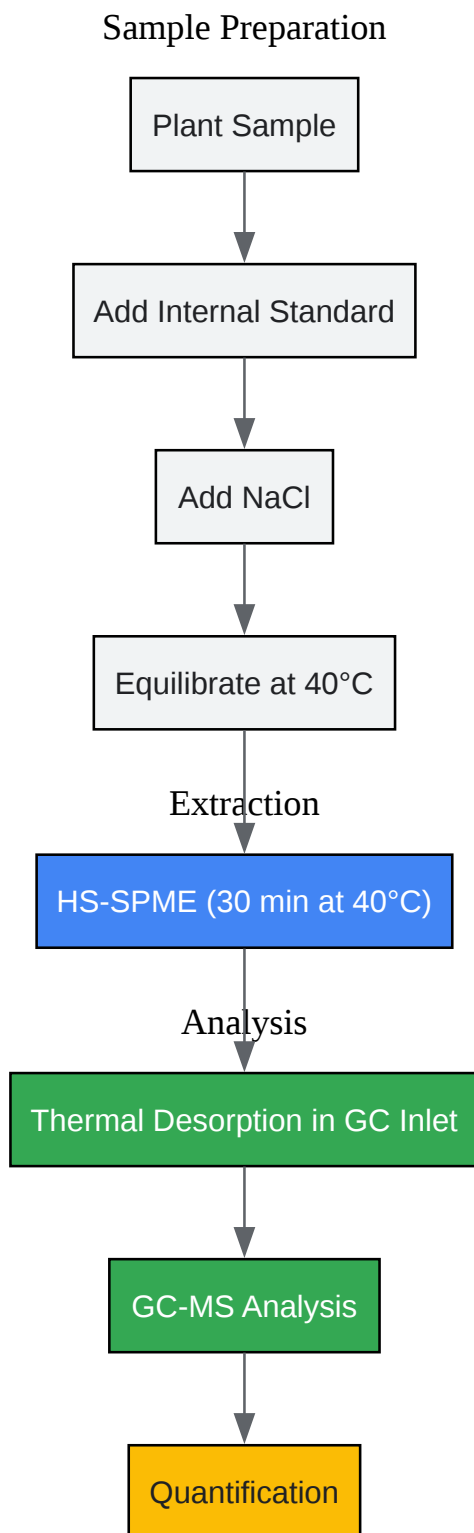 Sample Preparation
Plant Sample
Add Internal Standard
Add NaCl
Equilibrate at 40°C
Extraction
HS-SPME (30 min at 40°C)
Analysis
Thermal Desorption in GC Inlet
GC-MS Analysis
Quantification